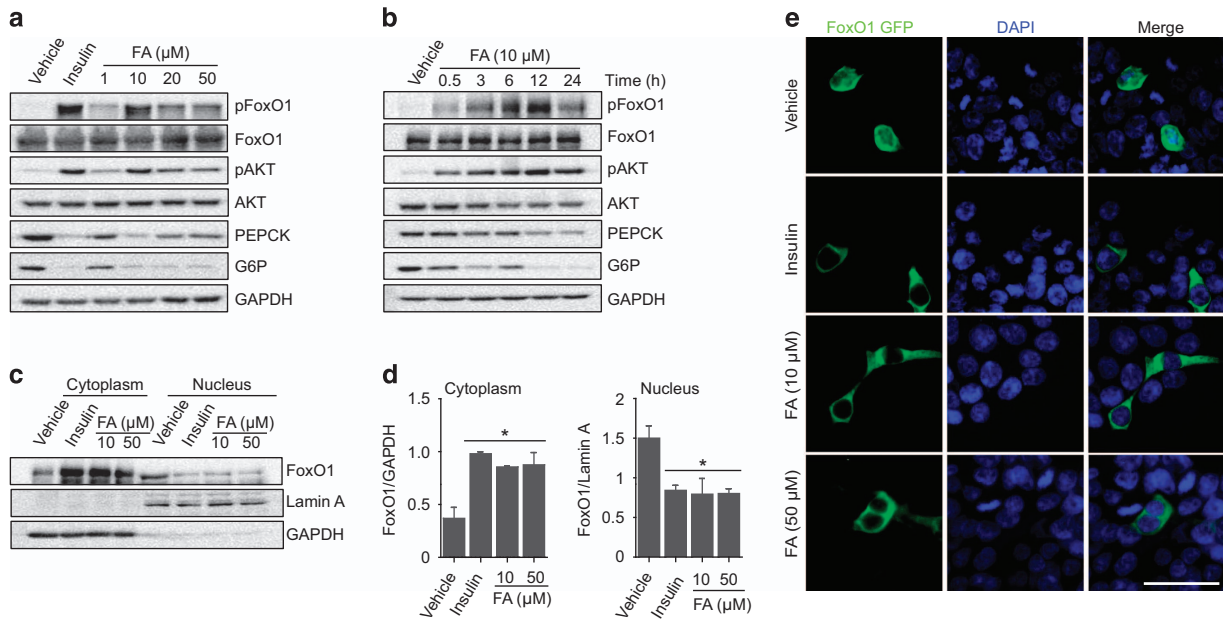 a
Vehicle
Insulin
FA (µM)
1 10 20 50
pFoxO1
FoxO1
pAKT
AKT
PEPCK
G6P
GAPDH
b
Vehicle
FA (10 µM)
0.5 3 6 12 24 Time (h)
pFoxO1
FoxO1
pAKT
AKT
PEPCK
G6P
GAPDH
c
Cytoplasm Nucleus
Vehicle
Insulin
FA (µM)
10 50
Vehicle
Insulin
FA (µM)
10 50
FoxO1
Lamin A
GAPDH
d
Cytoplasm
FoxO1/GAPDH
1.5
1.0
0.5
0
*
Vehicle
Insulin
10 50
FA (µM)
Nucleus
FoxO1/Lamin A
2
1.5
1
0.5
0
*
Vehicle
Insulin
10 50
FA (µM)
e
FoxO1 GFP DAPI Merge
Vehicle
Insulin
FA (10 µM)
FA (50 µM)